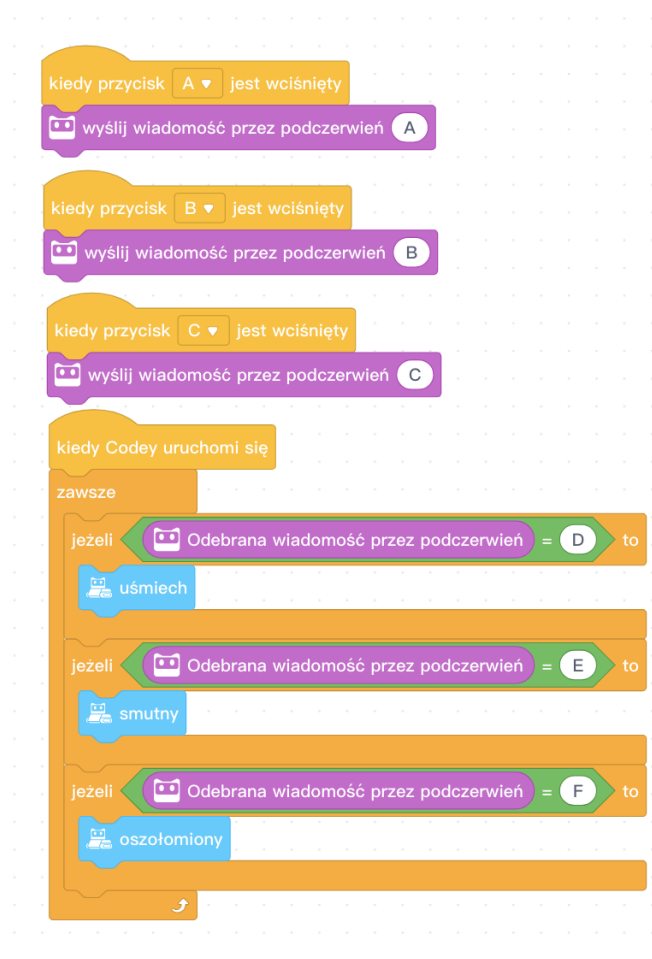 kiedy przycisk A ▼ jest wciśnięty
wyślij wiadomość przez podczerwień A
kiedy przycisk B ▼ jest wciśnięty
wyślij wiadomość przez podczerwień B
kiedy przycisk C ▼ jest wciśnięty
wyślij wiadomość przez podczerwień C
kiedy Codey uruchomi się
zawsze
jeżeli Odebrana wiadomość przez podczerwień = D to
uśmiech
jeżeli Odebrana wiadomość przez podczerwień = E to
smutny
jeżeli Odebrana wiadomość przez podczerwień = F to
oszołomiony